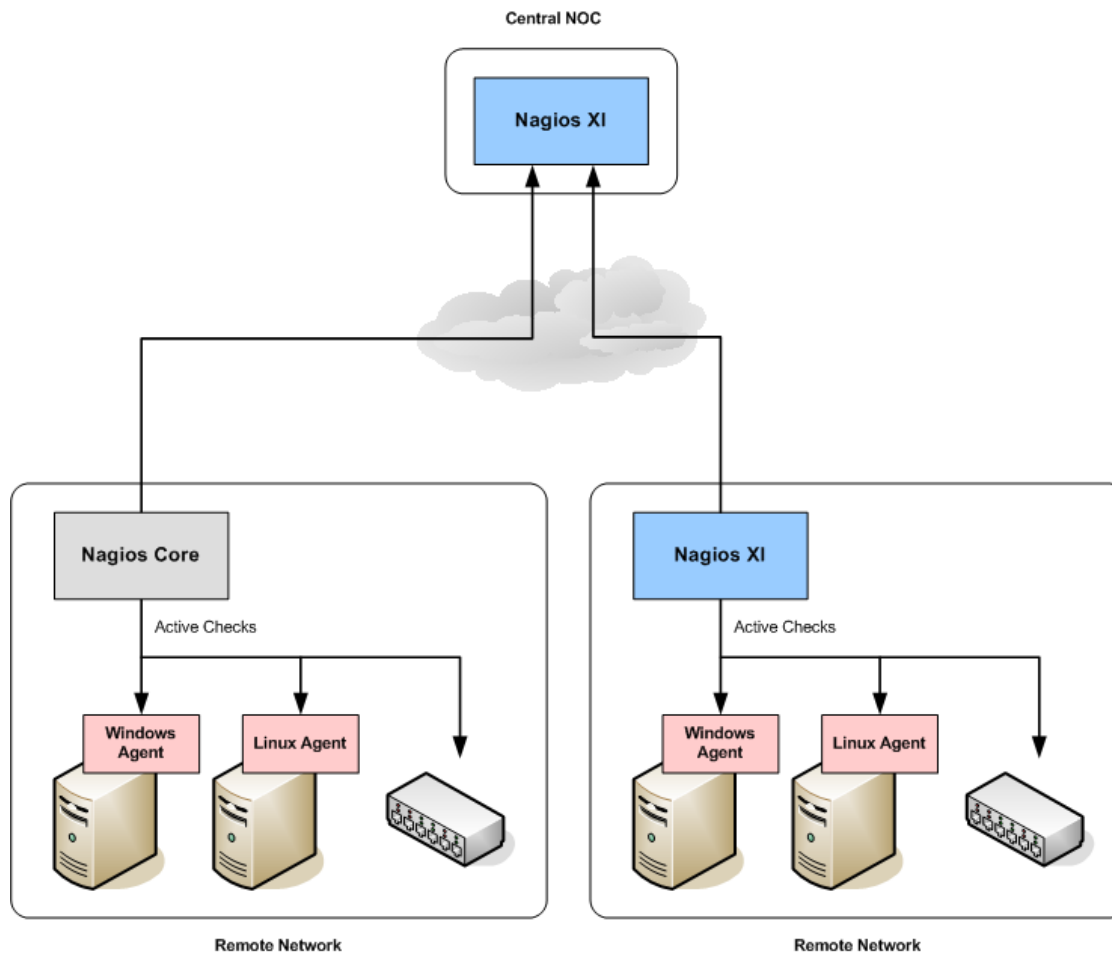 Central NOC
Nagios XI
Nagios Core
Active Checks
Windows
Agent
Linux Agent
Remote Network
Nagios XI
Active Checks
Windows
Agent
Linux Agent
Remote Network